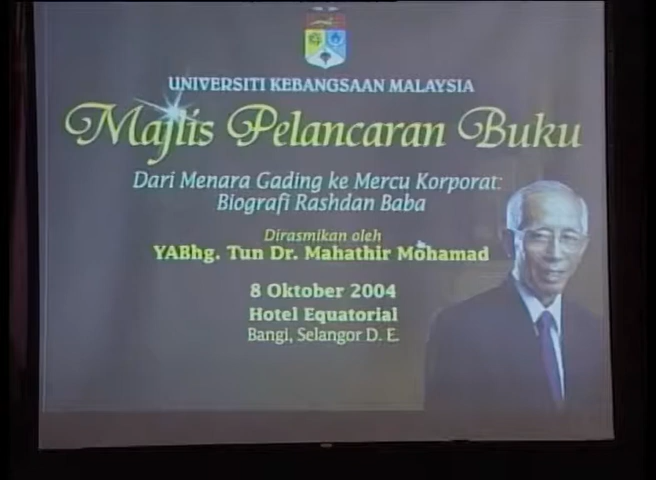 UNIVERSITI KEBANGSAAN MALAYSIA
Majlis Pelancaran Buku
Dari Menara Gading ke Mercu Korporat:
Biografi Rashdan Baba
Dirasmikan oleh
YABhg. Tun Dr. Mahathir Mohamad
8 Oktober 2004
Hotel Equatorial
Bangi, Selangor D. E.